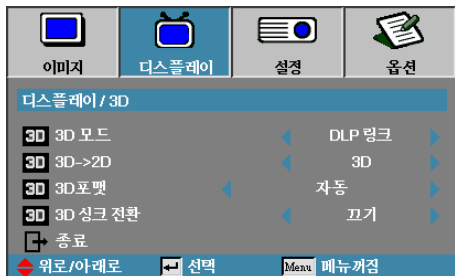 이미지 디스플레이 설정 옵션
디스플레이 / 3D
3D 3D 모드 DLP 링크
3D 3D->2D 3D
3D 3D포맷 자동
3D 3D 싱크 전환 끄기
종료
위로/아래로 선택 Menu 메뉴꺼짐